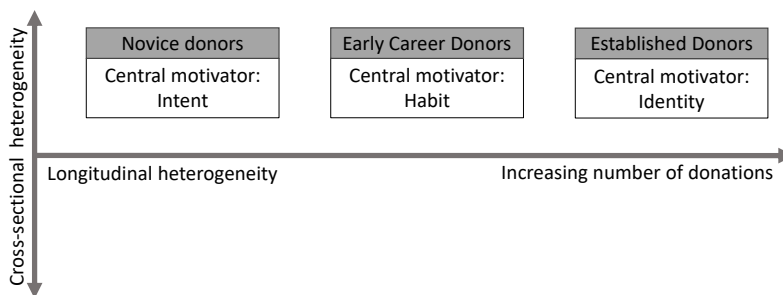 Cross-sectional heterogeneity
Novice donors
Central motivator:
Intent
Early Career Donors
Central motivator:
Habit
Established Donors
Central motivator:
Identity
Longitudinal heterogeneity
Increasing number of donations